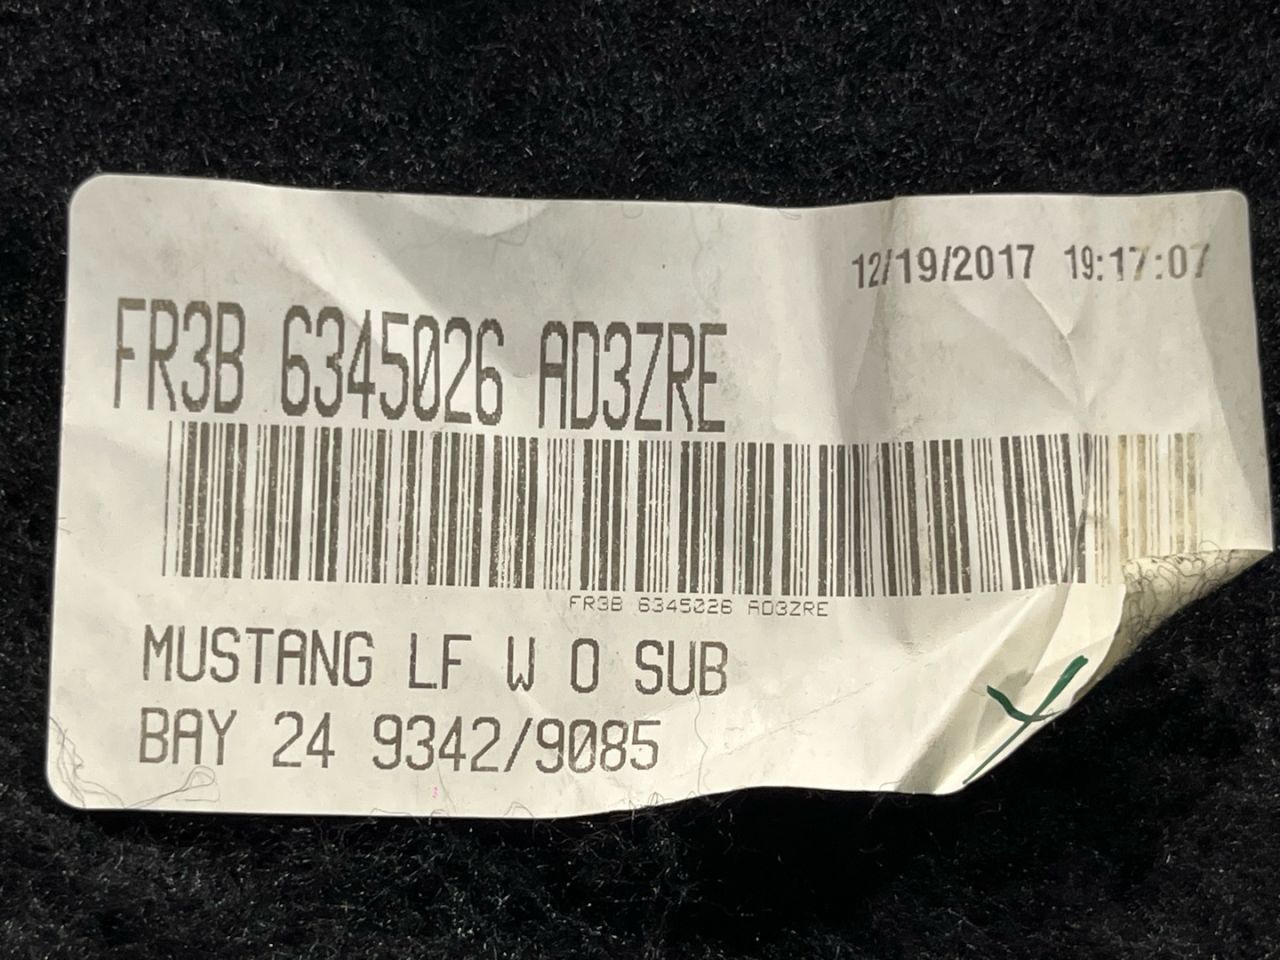 12/19/2017 19:17:07
FR3B 6345026 AD3ZRE
FR3B 6345026 AD3ZRE
MUSTANG LF W O SUB
BAY 24 9342/9085